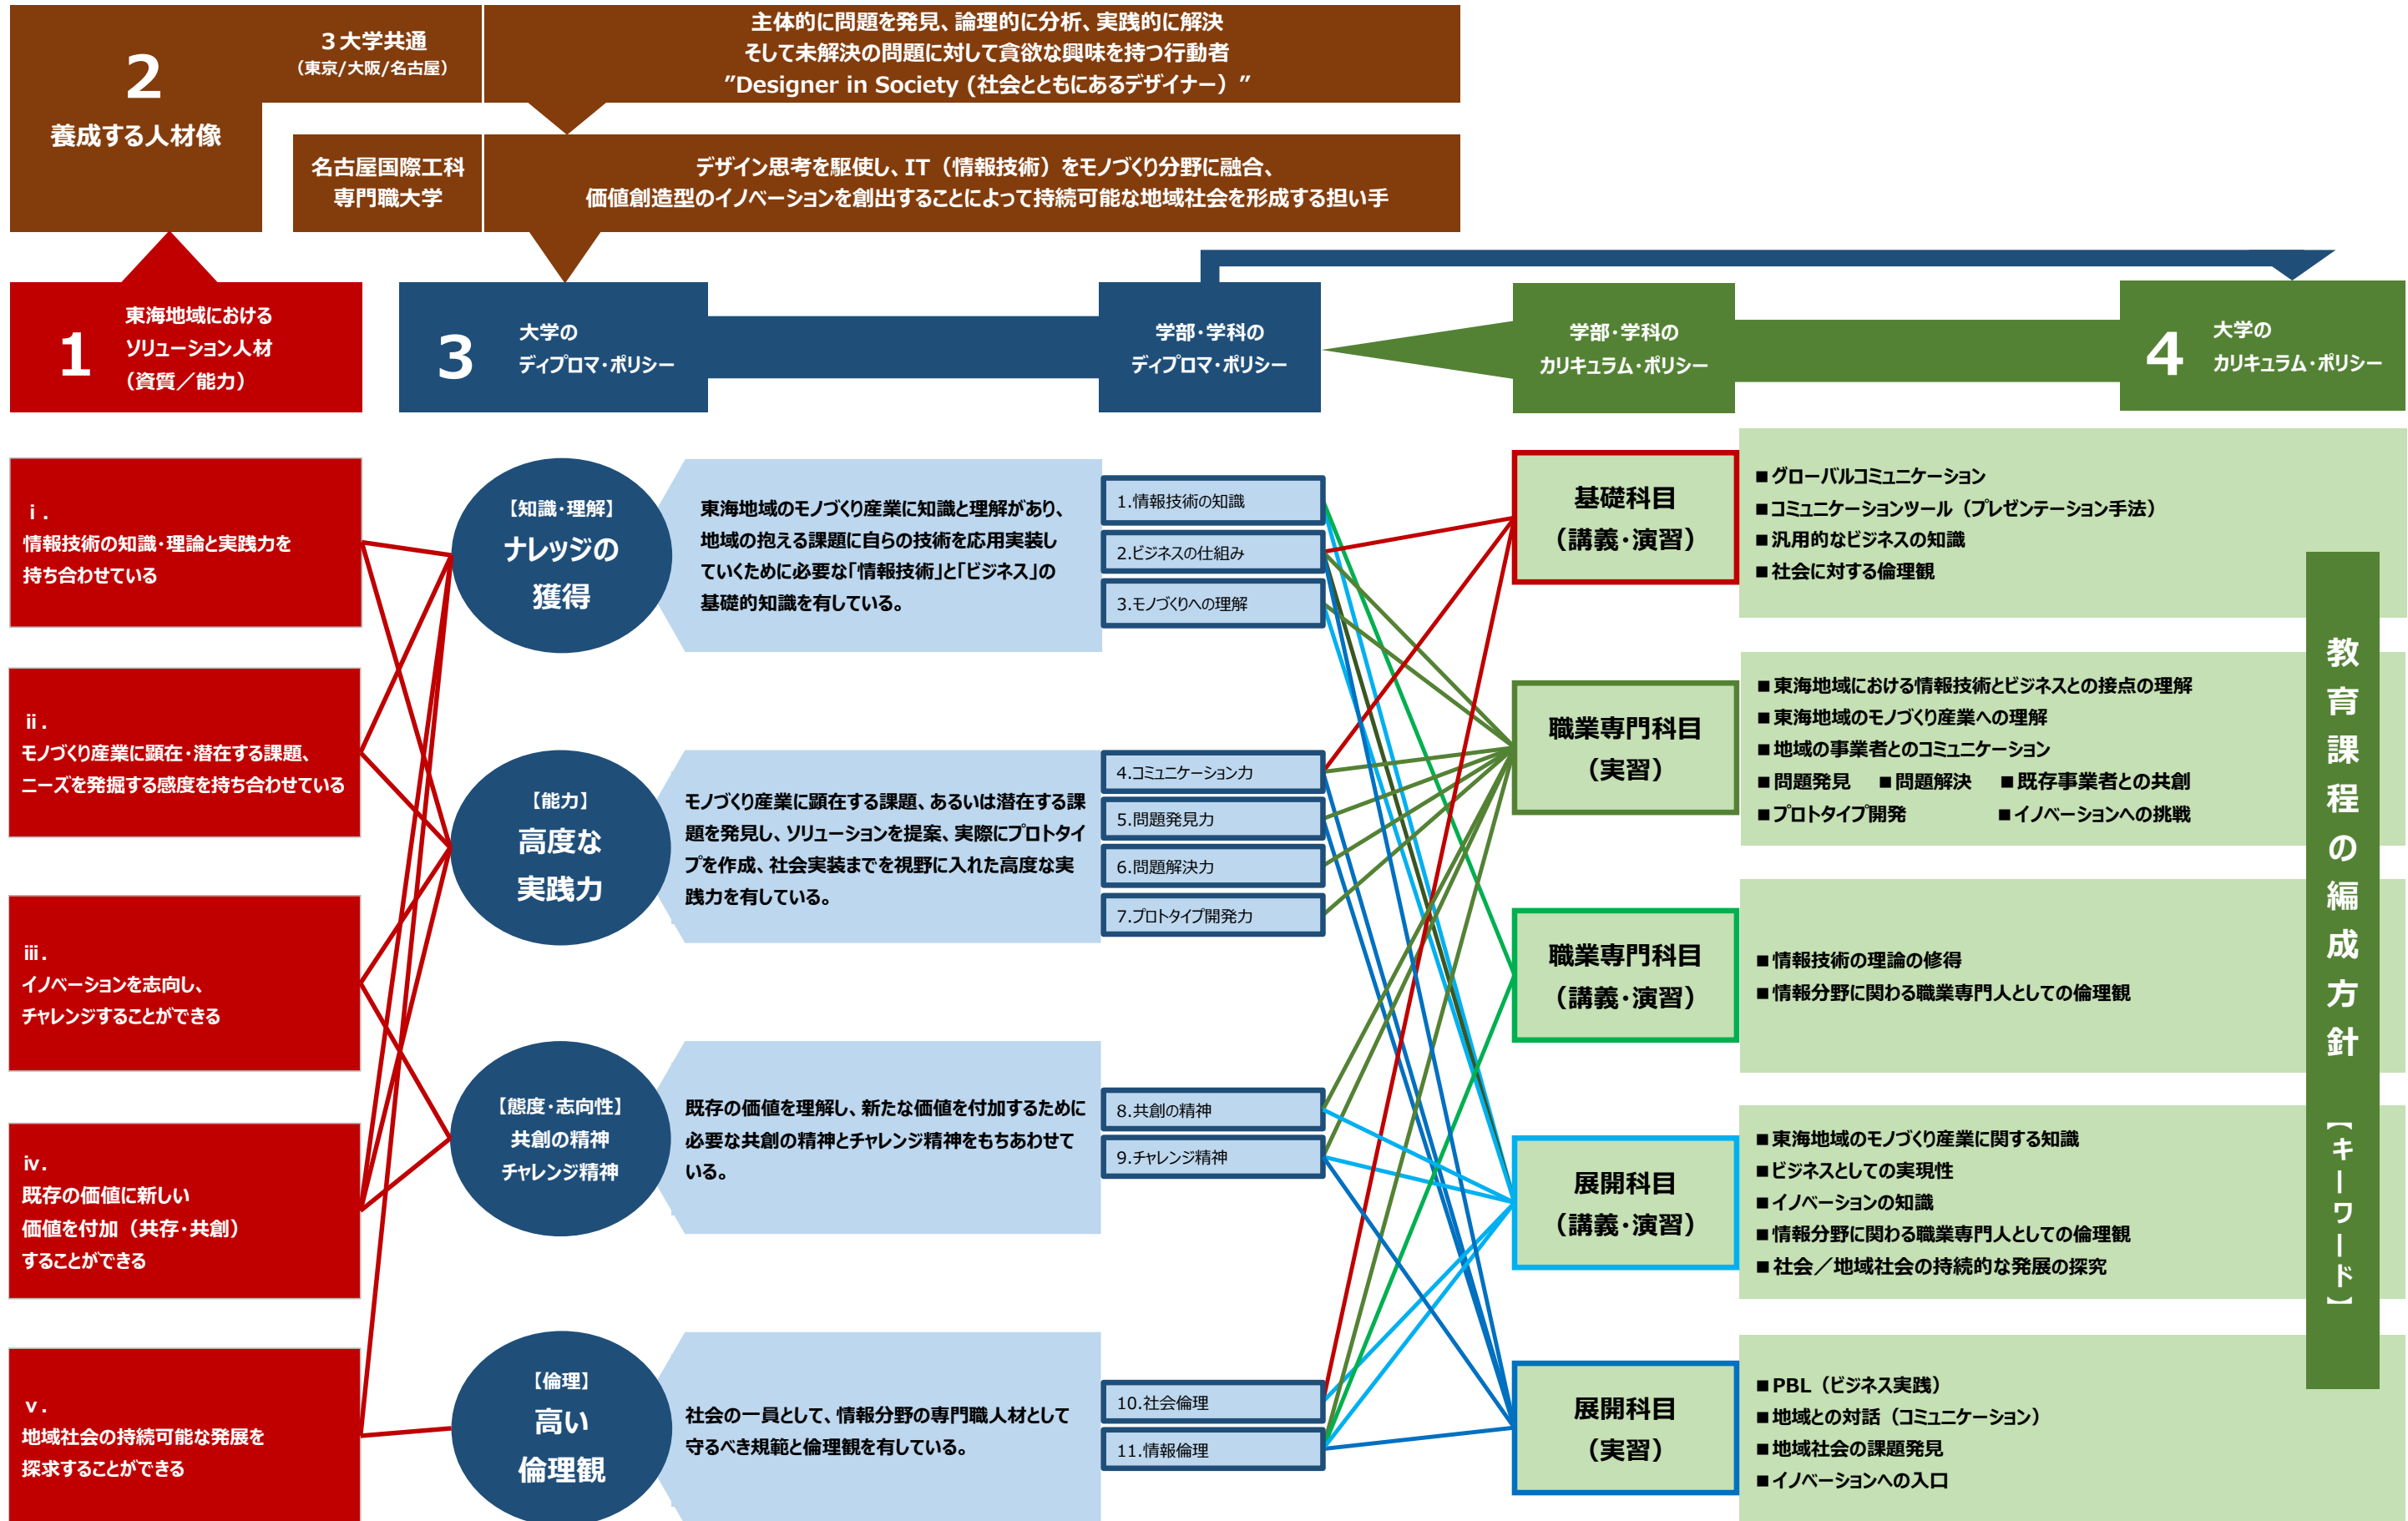 2
養成する人材像
3大学共通
（東京/大阪/名古屋）
主体的に問題を発見、論理的に分析、実践的に解決
そして未解決の問題に対して貪欲な興味を持つ行動者
”Designer in Society (社会とともにあるデザイナー）”
名古屋国際工科
専門職大学
デザイン思考を駆使し、IT（情報技術）をモノづくり分野に融合、
価値創造型のイノベーションを創出することによって持続可能な地域社会を形成する担い手
1
東海地域における
ソリューション人材
（資質／能力）
3
大学の
ディプロマ・ポリシー
学部・学科の
ディプロマ・ポリシー
学部・学科の
カリキュラム・ポリシー
4
大学の
カリキュラム・ポリシー
ⅰ.
情報技術の知識・理論と実践力を
持ち合わせている
ⅱ.
モノづくり産業に顕在・潜在する課題、
ニーズを発掘する感度を持ち合わせている
ⅲ.
イノベーションを志向し、
チャレンジすることができる
ⅳ.
既存の価値に新しい
価値を付加（共存・共創）
することができる
ⅴ.
地域社会の持続可能な発展を
探求することができる
【知識・理解】
ナレッジの
獲得
東海地域のモノづくり産業に知識と理解があり、
地域の抱える課題に自らの技術を応用実装し
ていくために必要な「情報技術」と「ビジネス」の
基礎的知識を有している。
1.情報技術の知識
2.ビジネスの仕組み
3.モノづくりへの理解
【能力】
高度な
実践力
モノづくり産業に顕在する課題、あるいは潜在する課
題を発見し、ソリューションを提案、実際にプロトタイ
プを作成、社会実装までを視野に入れた高度な実
践力を有している。
4.コミュニケーション力
5.問題発見力
6.問題解決力
7.プロトタイプ開発力
【態度・志向性】
共創の精神
チャレンジ精神
既存の価値を理解し、新たな価値を付加するために
必要な共創の精神とチャレンジ精神をもちあわせて
いる。
8.共創の精神
9.チャレンジ精神
【倫理】
高い
倫理観
社会の一員として、情報分野の専門職人材として
守るべき規範と倫理観を有している。
10.社会倫理
11.情報倫理
基礎科目
（講義・演習）
■グローバルコミュニケーション
■コミュニケーションツール（プレゼンテーション手法）
■汎用的なビジネスの知識
■社会に対する倫理観
職業専門科目
（実習）
■東海地域における情報技術とビジネスとの接点の理解
■東海地域のモノづくり産業への理解
■地域の事業者とのコミュニケーション
■問題発見 ■問題解決 ■既存事業者との共創
■プロトタイプ開発 ■イノベーションへの挑戦
職業専門科目
（講義・演習）
■情報技術の理論の修得
■情報分野に関わる職業専門人としての倫理観
展開科目
（講義・演習）
■東海地域のモノづくり産業に関する知識
■ビジネスとしての実現性
■イノベーションの知識
■情報分野に関わる職業専門人としての倫理観
■社会／地域社会の持続的な発展の探究
展開科目
（実習）
■PBL（ビジネス実践）
■地域との対話（コミュニケーション）
■地域社会の課題発見
■イノベーションへの入口
教育課程の編成方針 【キーワード】